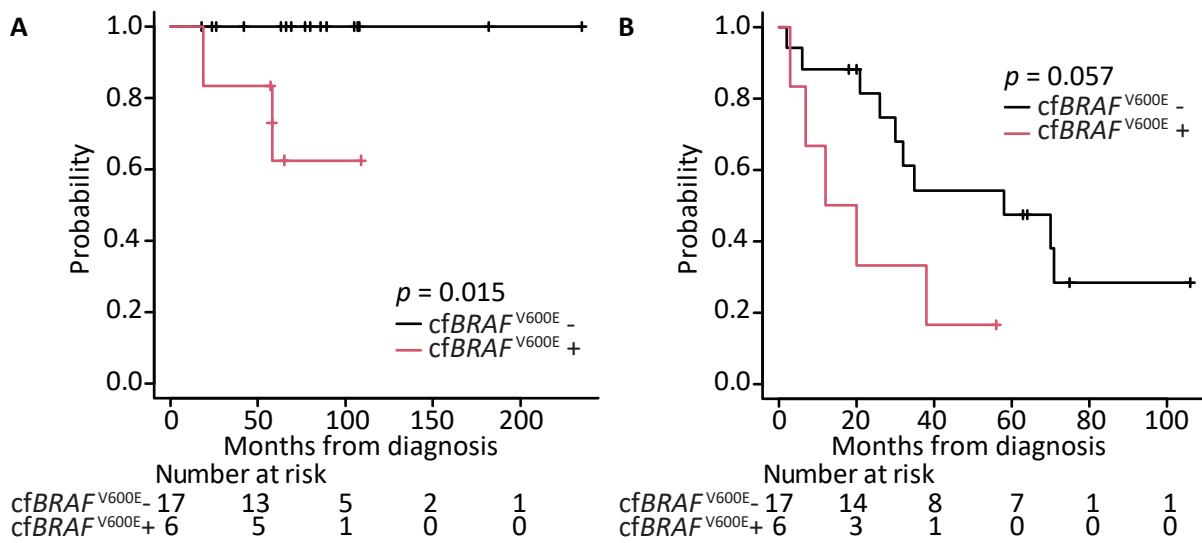 A
1.0
0.8
0.6
0.4
0.2
0.0
Probability
p = 0.015
cfBRAF V600E -
cfBRAF V600E +
0 50 100 150 200
Months from diagnosis
Number at risk
cfBRAF V600E - 17 13 5 2 1
cfBRAF V600E + 6 5 1 0 0
B
1.0
0.8
0.6
0.4
0.2
0.0
Probability
p = 0.057
cfBRAF V600E -
cfBRAF V600E +
0 20 40 60 80 100
Months from diagnosis
Number at risk
cfBRAF V600E - 17 14 8 7 1 1
cfBRAF V600E + 6 3 1 0 0 0